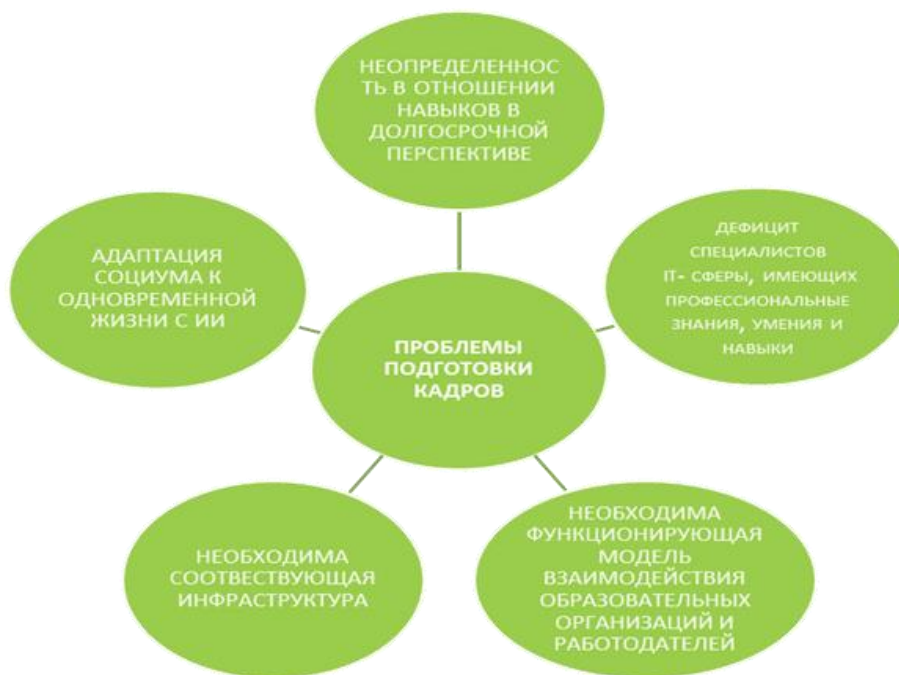 НЕОПРЕДЕЛЕННОС
ТЬ В ОТНОШЕНИИ
НАВЫКОВ В
ДОЛГОСРОЧНОЙ
ПЕРСПЕКТИВЕ
ДЕФИЦИТ
СПЕЦИАЛИСТОВ
IT- СФЕРЫ, ИМЕЮЩИХ
ПРОФЕССИОНАЛЬНЫЕ
ЗНАНИЯ, УМЕНИЯ И
НАВЫКИ
АДАПТАЦИЯ
СОЦИУМА К
ОДНОВРЕМЕННОЙ
ЖИЗНИ С ИИ
ПРОБЛЕМЫ
ПОДГОТОВКИ
КАДРОВ
НЕОБХОДИМА
СООТВЕСТВУЮЩАЯ
ИНФРАСТРУКТУРА
НЕОБХОДИМА
ФУНКЦИОНИРУЮЩАЯ
МОДЕЛЬ
ВЗАИМОДЕЙСТВИЯ
ОБРАЗОВАТЕЛЬНЫХ
ОРГАНИЗАЦИЙ И
РАБОТОДАТЕЛЕЙ